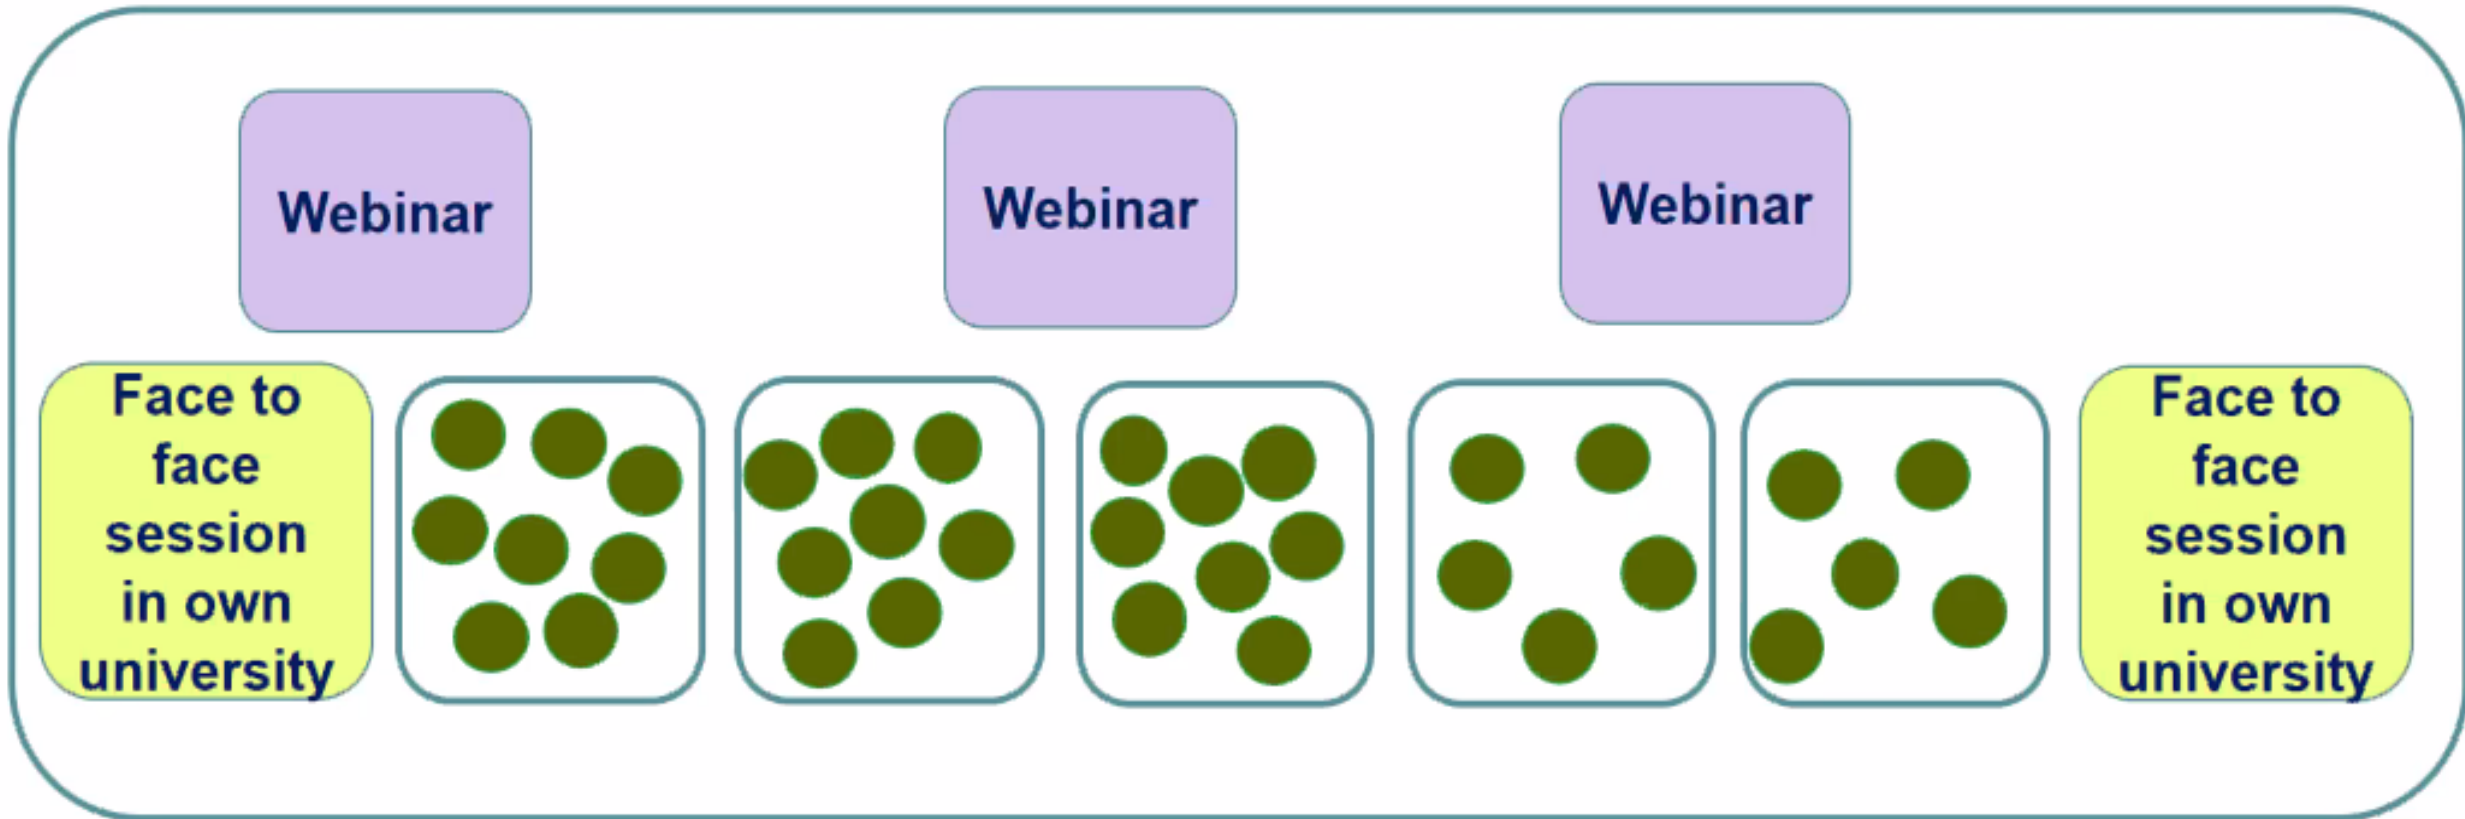 Webinar
Webinar
Webinar
Face to
face
session
in own
university
Face to
face
session
in own
university